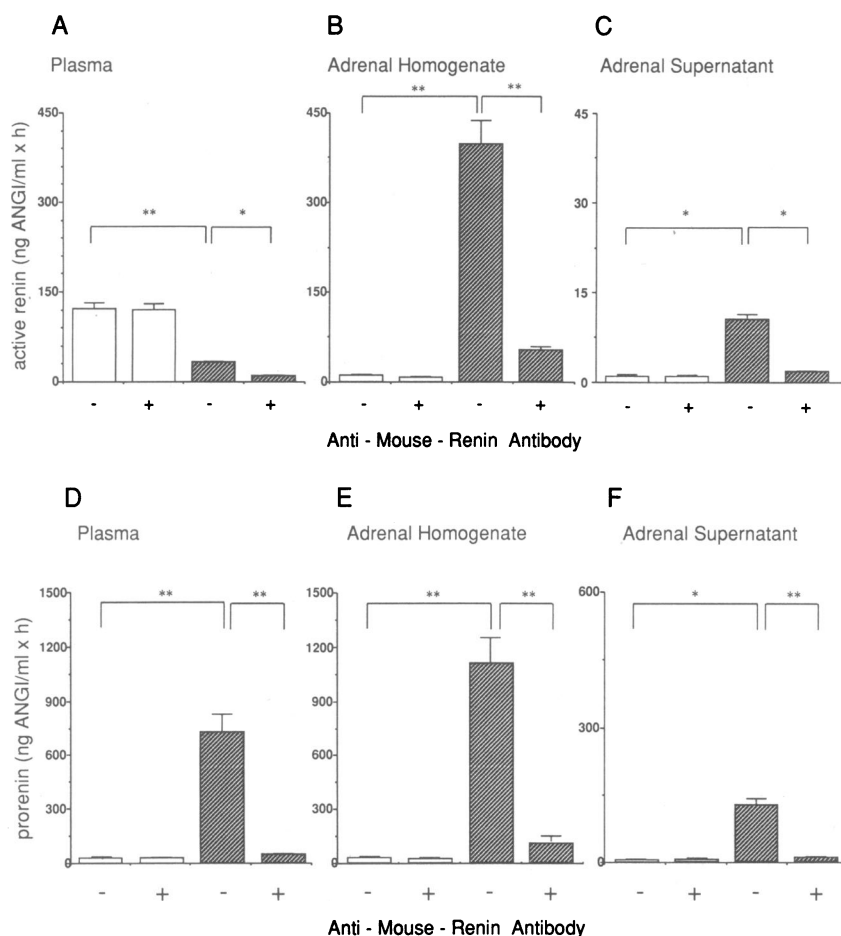 A
Plasma
B
Adrenal Homogenate
C
Adrenal Supernatant
active renin (ng ANGI/ml x h)
450
300
150
0
** *
- + - +
450
300
150
0
** **
- + - +
45
30
15
0
* *
- + - +
Anti - Mouse - Renin Antibody
D
Plasma
E
Adrenal Homogenate
F
Adrenal Supernatant
prorenin (ng ANGI/ml x h)
1500
1200
900
600
300
0
** **
- + - +
1500
1200
900
600
300
0
** **
- + - +
600
300
0
* **
- + - +
Anti - Mouse - Renin Antibody